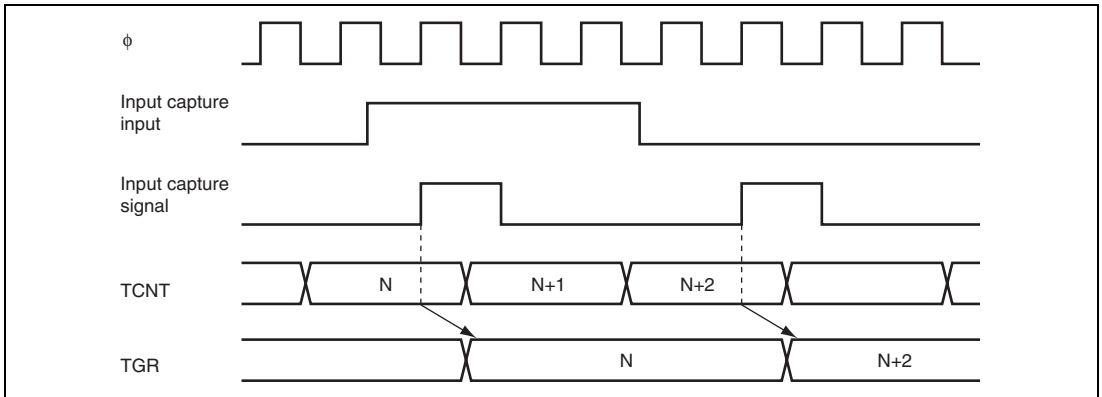 ϕ
Input capture
input
Input capture
signal
TCNT
N
N+1
N+2
TGR
N
N+2